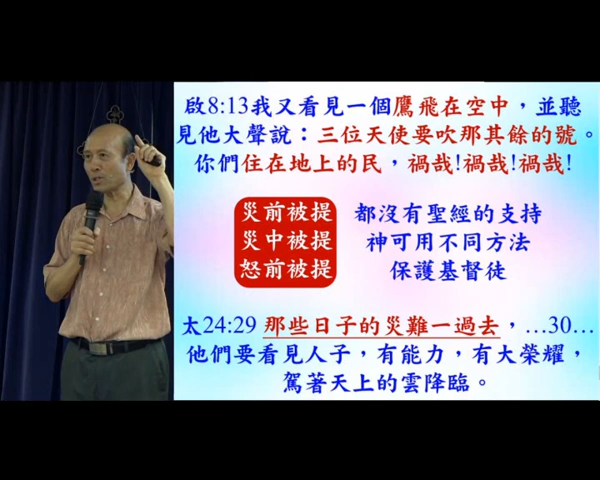 啟8:13我又看見一個鷹飛在空中，並聽
見他大聲說：三位天使要吹那其餘的號。
你們住在地上的民，禍哉!禍哉!禍哉!
災前被提 都沒有聖經的支持
災中被提 神可用不同方法
怒前被提 保護基督徒
太24:29 那些日子的災難一過去，…30…
他們要看見人子，有能力，有大榮耀，
駕著天上的雲降臨。